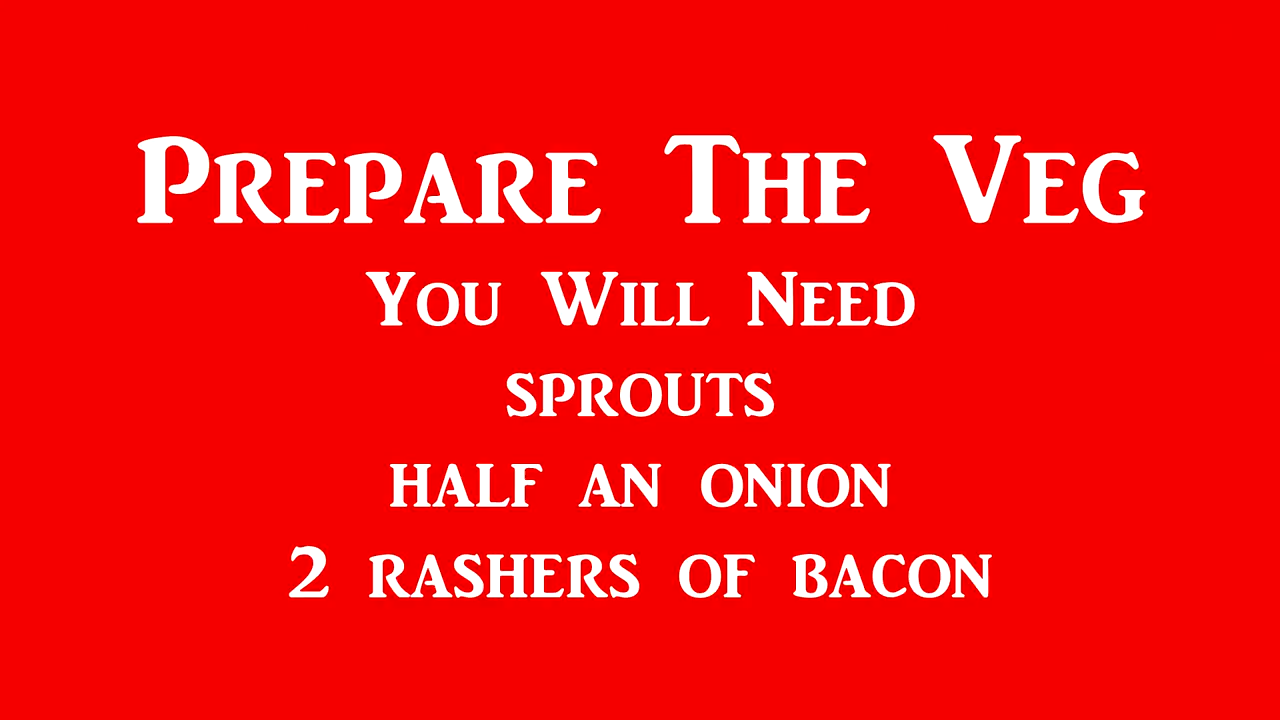 Prepare The Veg
You Will Need
sprouts
half an onion
2 rashers of bacon